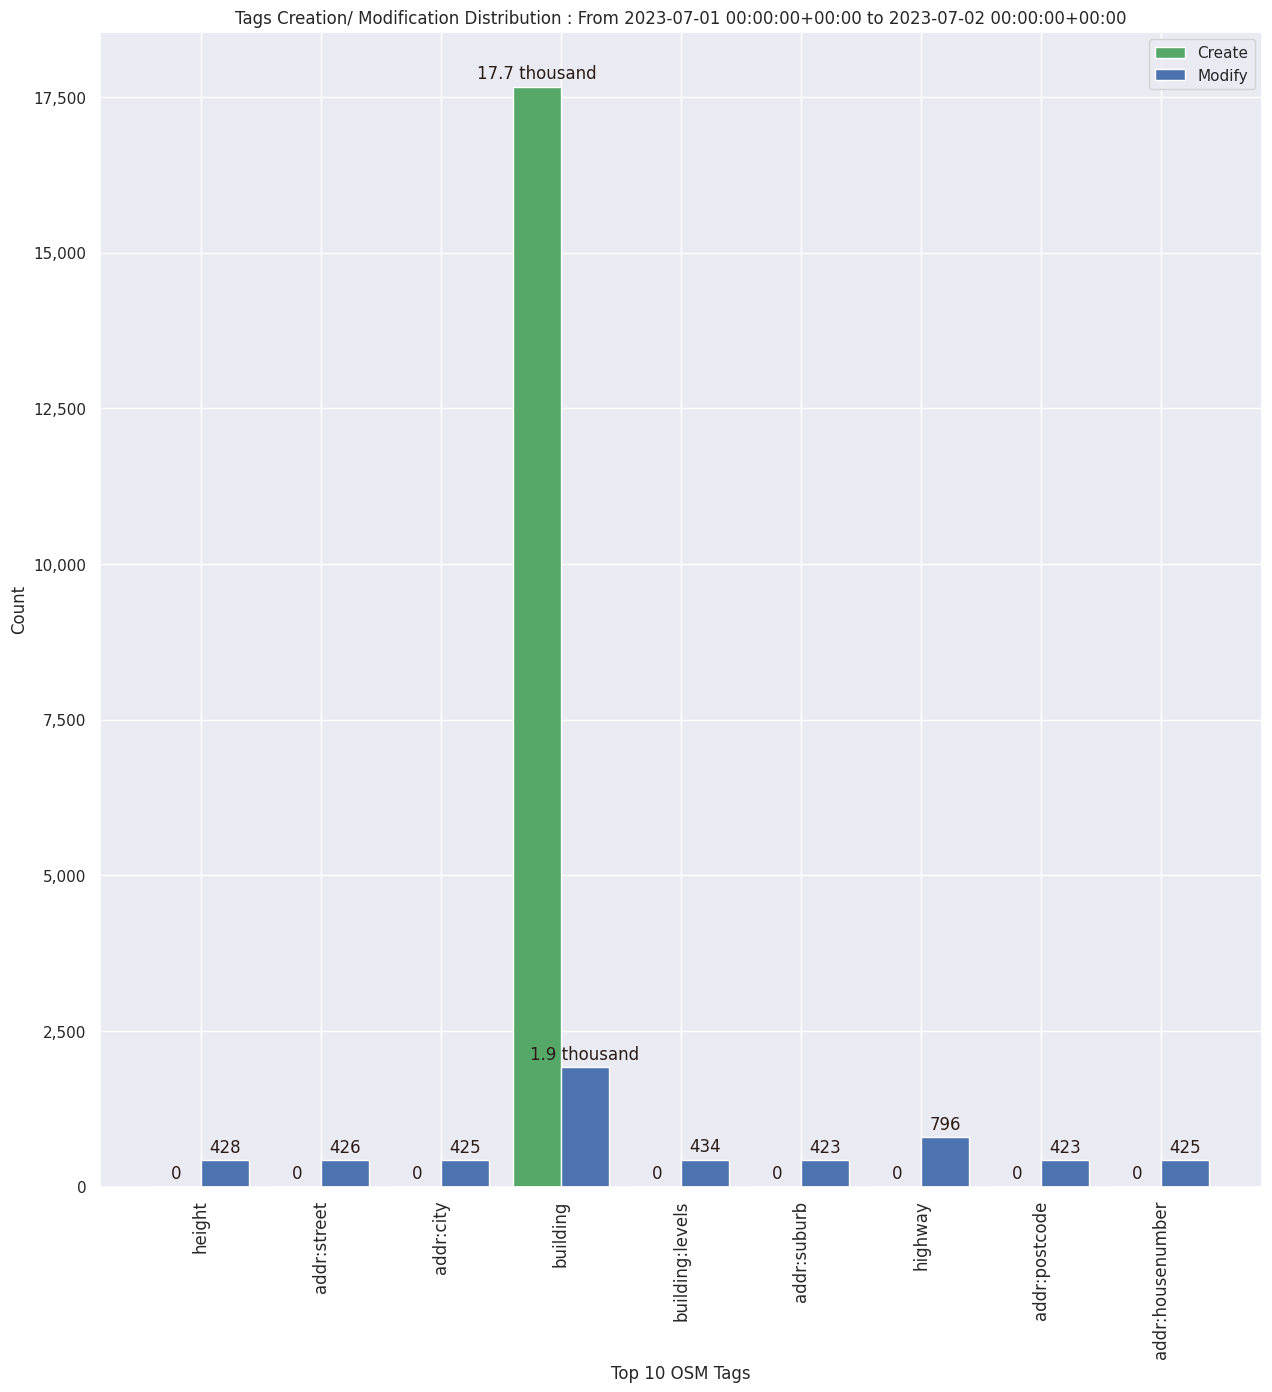 Tags Creation/ Modification Distribution : From 2023-07-01 00:00:00+00:00 to 2023-07-02 00:00:00+00:00
Create
Modify
17.7 thousand
17,500
15,000
12,500
10,000
7,500
5,000
2,500
0
Count
1.9 thousand
0 428
0 426
0 425
0 434
0 423
0 796
0 423
0 425
height
addr:street
addr:city
building
building:levels
addr:suburb
highway
addr:postcode
addr:housenumber
Top 10 OSM Tags